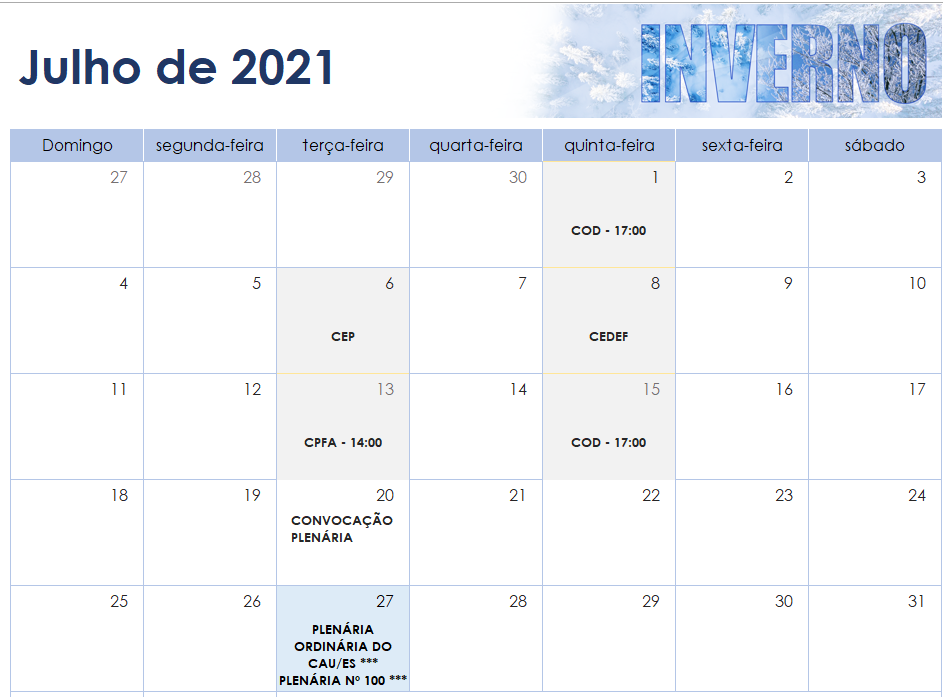 Julho de 2021
INVERNO
Domingo segunda-feira terça-feira quarta-feira quinta-feira sexta-feira sábado
27 28 29 30 1 2 3
COD - 17:00
4 5 6 7 8 9 10
CEP CEDEF
11 12 13 14 15 16 17
CPFA - 14:00 COD - 17:00
18 19 20 21 22 23 24
CONVOCAÇÃO
PLENÁRIA
25 26 27 28 29 30 31
PLENÁRIA
ORDINÁRIA DO
CAU/ES ***
PLENÁRIA Nº 100 ***